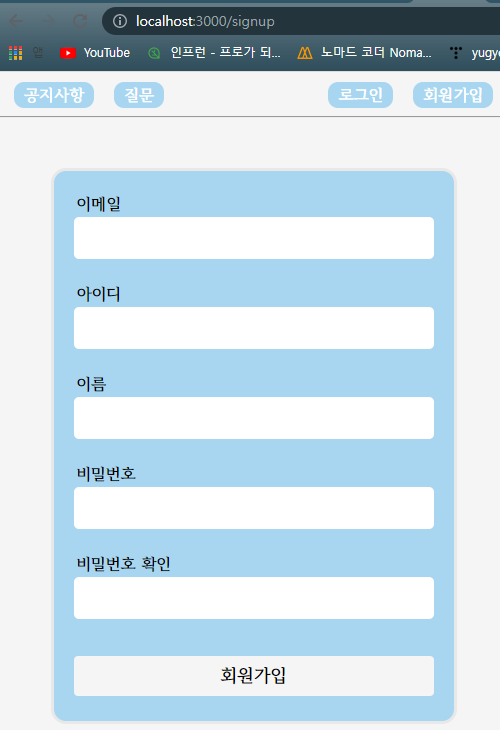 localhost:3000/signup
앱 YouTube 인프런 - 프로가 되... 노마드 코더 Noma...
공지사항 질문 로그인 회원가입
이메일
아이디
이름
비밀번호
비밀번호 확인
회원가입